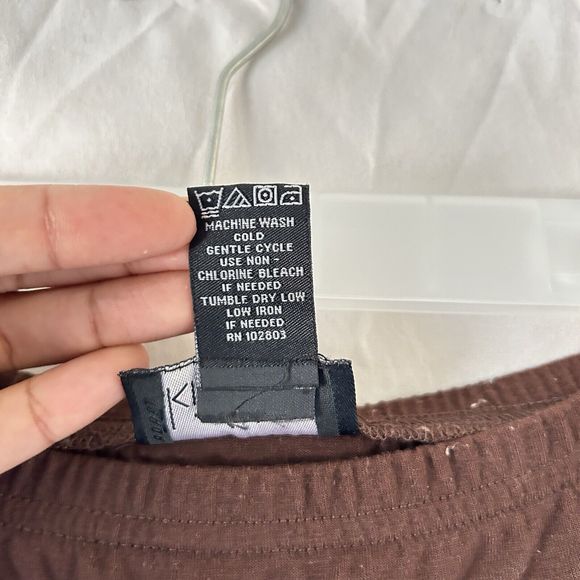 MACHINE WASH
COLD
GENTLE CYCLE
USE NON -
CHLORINE BLEACH
IF NEEDED
TUMBLE DRY LOW
LOW IRON
IF NEEDED
RN 102803